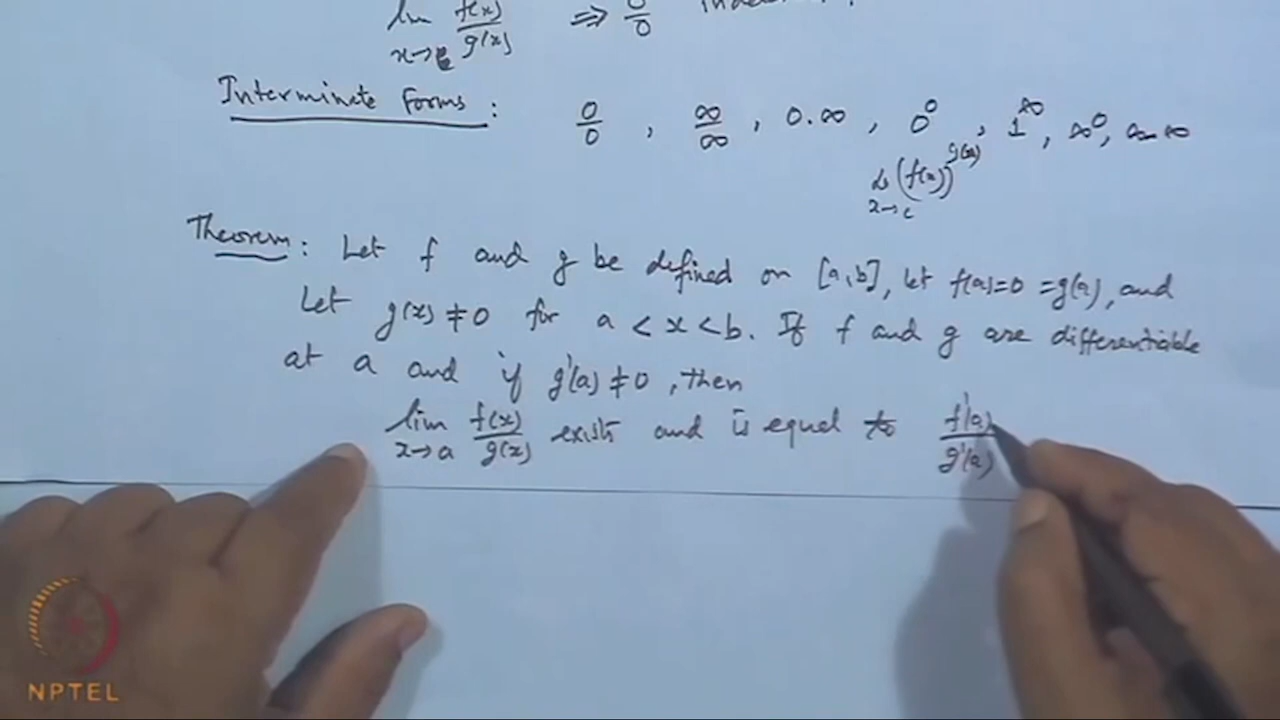 lim f(x)/g(x) ⇒ 0/0
x→c
Interminate Forms : 0/0 , ∞/∞ , 0.∞ , 0^0 , 1^∞ , ∞^0, ∞-∞
(f(x))^g(x)
x→c
Theorem : Let f and g be defined on [a,b], let f(a)=0=g(a), and
Let g(x)≠0 for a<x<b. If f and g are differentiable
at a and if g'(a)≠0, then
lim f(x)/g(x) exists and is equal to f'(a)/g'(a)
x→a
NPTEL